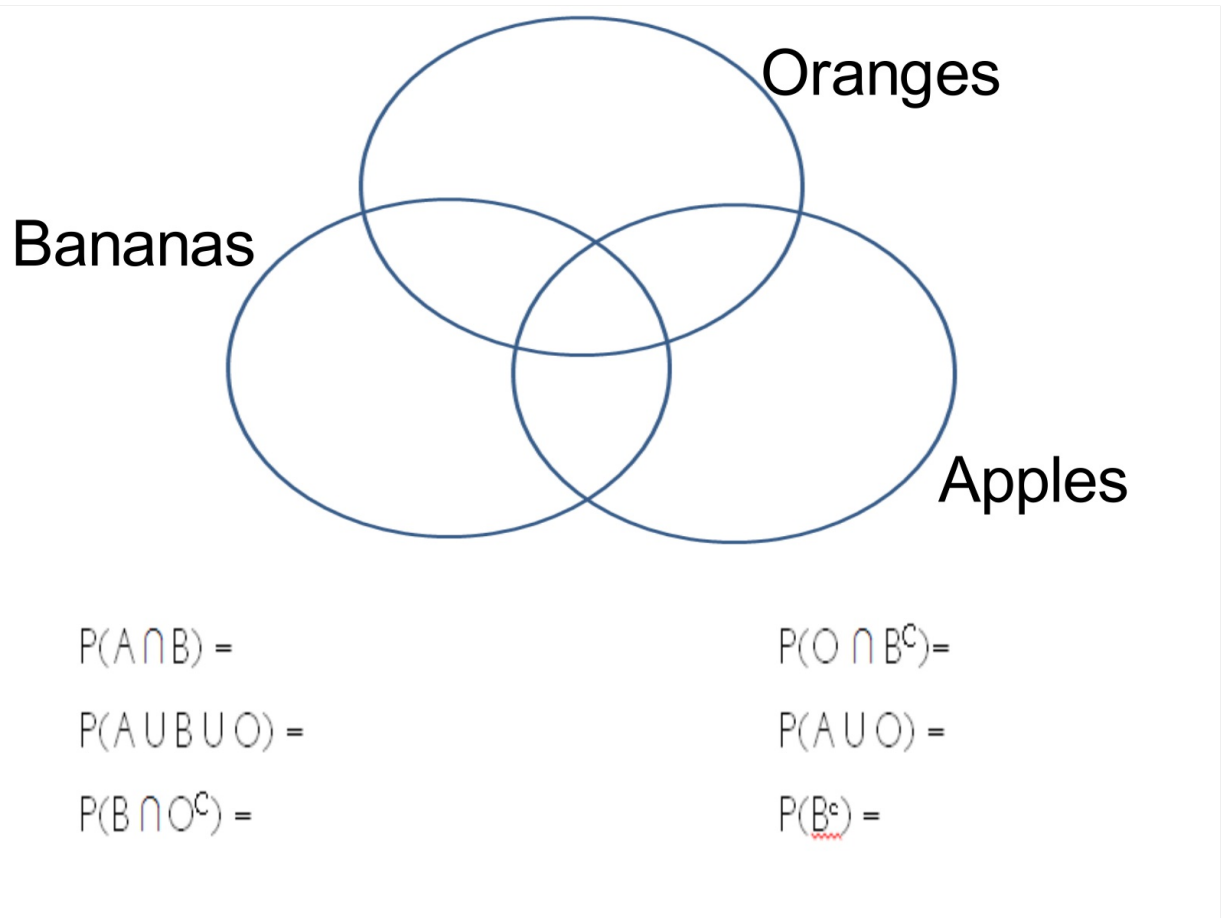 Oranges
Bananas
Apples
P(A ∩ B) =
P(O ∩ Bᶜ)=
P(A ∪ B ∪ O) =
P(A ∪ O) =
P(B ∩ Oᶜ) =
P(Bᶜ) =